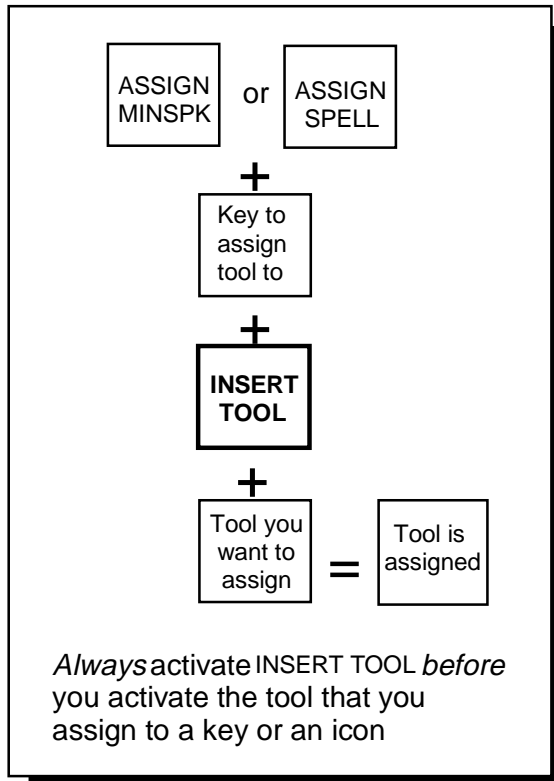 ASSIGN
MINSPK
or
ASSIGN
SPELL
+
Key to
assign
tool to
+
INSERT
TOOL
+
Tool you
want to
assign
=
Tool is
assigned
Always activate INSERT TOOL before
you activate the tool that you
assign to a key or an icon